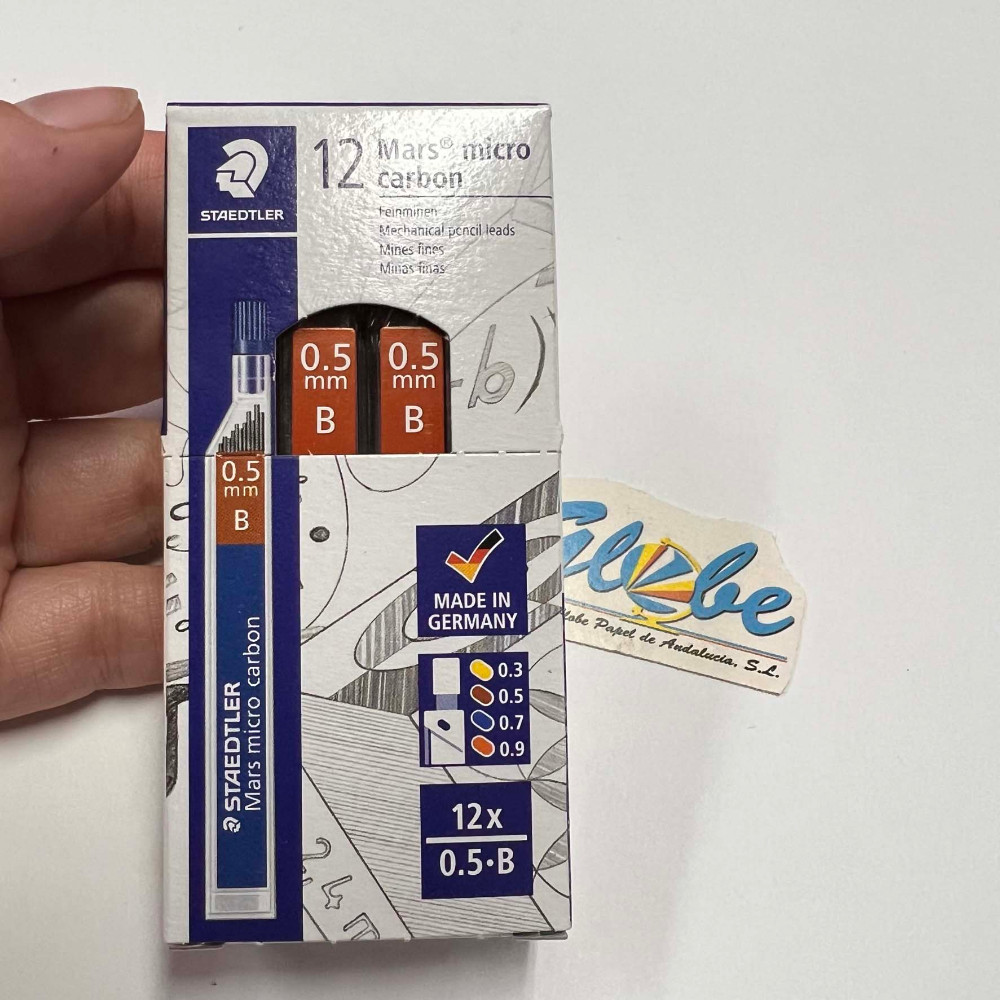 STAEDTLER
12 Mars® micro
carbon
Feinminen
Mechanical pencil leads
Mines fines
Minas finas
0.5
mm
B
0.5
mm
B
-b)
0.5
mm
B
STAEDTLER
Mars micro carbon
MADE IN
GERMANY
0.3
0.5
0.7
0.9
12x
0.5·B
Globe
Globe Papel de Andalucia, S.L.